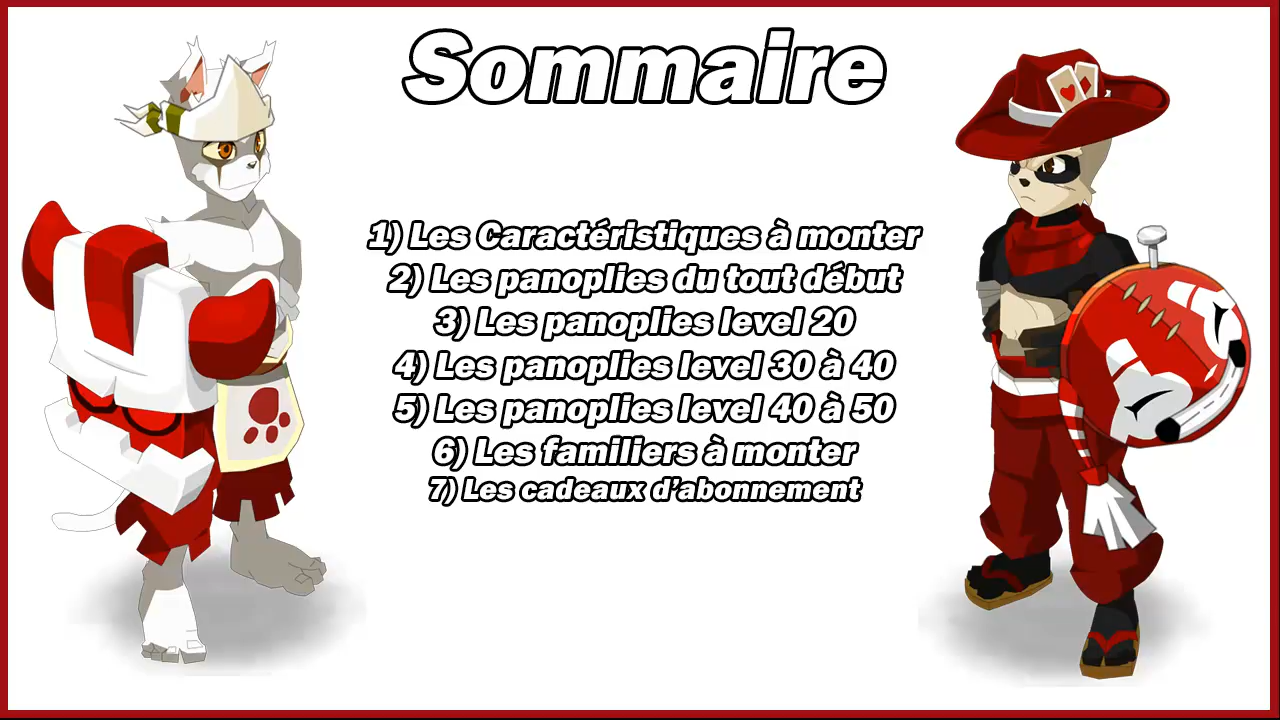 Sommaire
1) Les Caractéristiques à monter
2) Les panoplies du tout début
3) Les panoplies level 20
4) Les panoplies level 30 à 40
5) Les panoplies level 40 à 50
6) Les familiers à monter
7) Les cadeaux d'abonnement